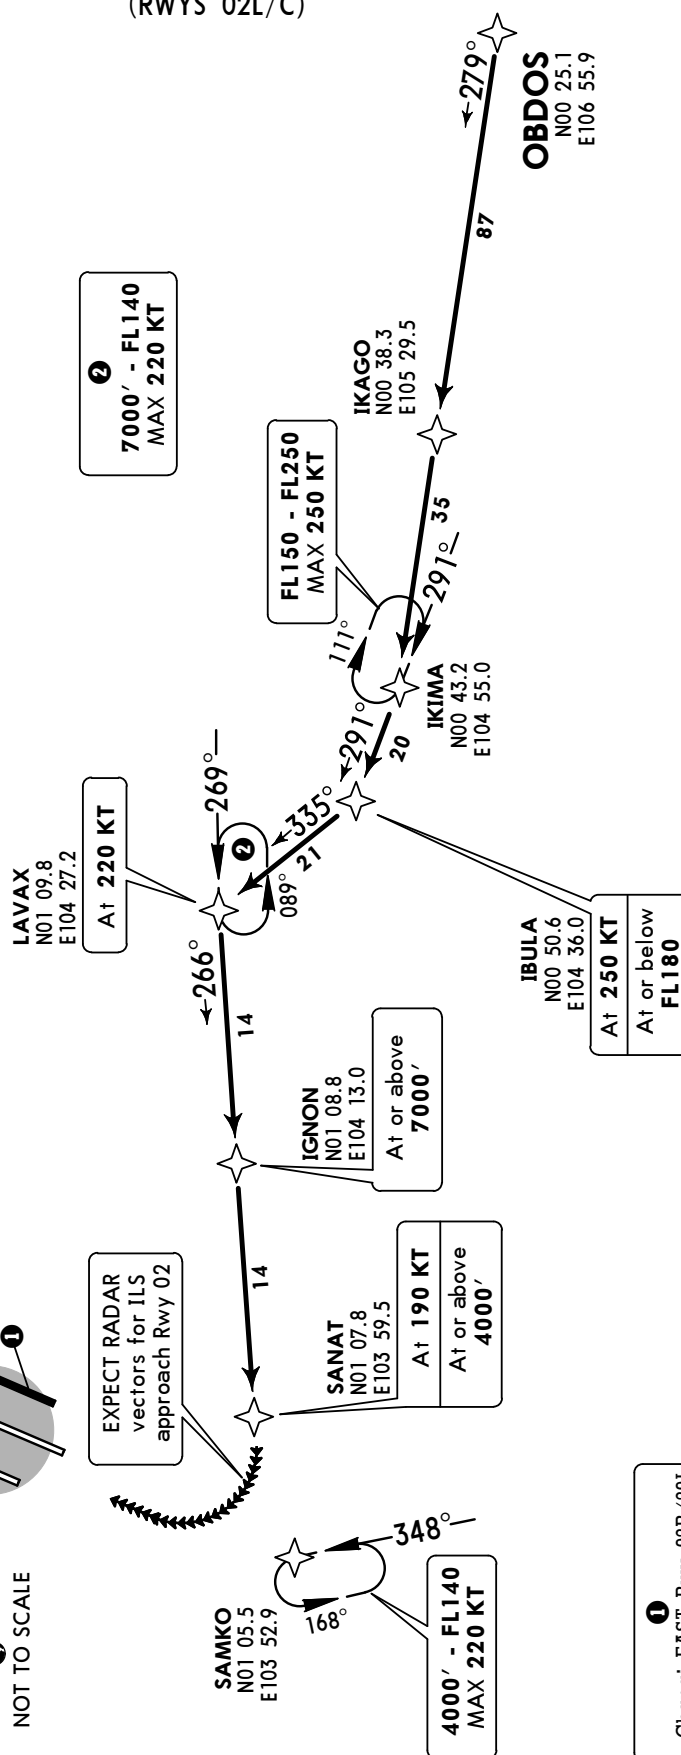 (RWYS 02L/C)
279°
OBDOS
N00 25.1
E106 55.9
87
❷
7000' - FL140
MAX 220 KT
IKAGO
N00 38.3
E105 29.5
35
FL150 - FL250
MAX 250 KT
291°
111°
IKIMA
N00 43.2
E104 55.0
291°
20
269°
335°
21
❷
089°
LAVAX
N01 09.8
E104 27.2
At 220 KT
IBULA
N00 50.6
E104 36.0
At 250 KT
At or below
FL180
266°
14
IGNON
N01 08.8
E104 13.0
At or above
7000'
14
EXPECT RADAR
vectors for ILS
approach Rwy 02
❶
SANAT
N01 07.8
E103 59.5
At 190 KT
At or above
4000'
NOT TO SCALE
348°
168°
SAMKO
N01 05.5
E103 52.9
4000' - FL140
MAX 220 KT
❶